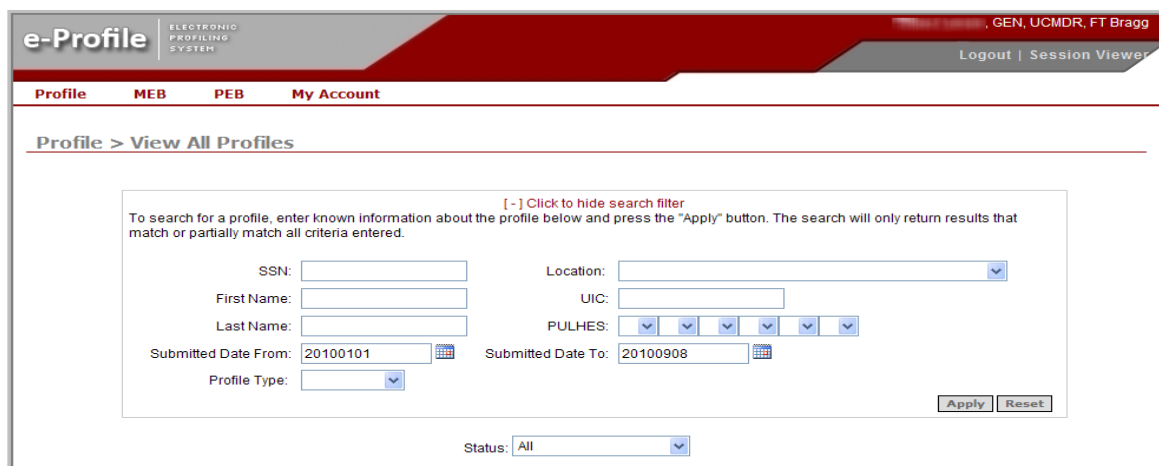 e-Profile
ELECTRONIC
PROFILING
SYSTEM
, GEN, UCMDR, FT Bragg
Logout | Session Viewer
Profile MEB PEB My Account
Profile > View All Profiles
[ - ] Click to hide search filter
To search for a profile, enter known information about the profile below and press the "Apply" button. The search will only return results that
match or partially match all criteria entered.
SSN: Location:
First Name: UIC:
Last Name: PULHES:
Submitted Date From: 20100101 Submitted Date To: 20100908
Profile Type:
Apply Reset
Status: All